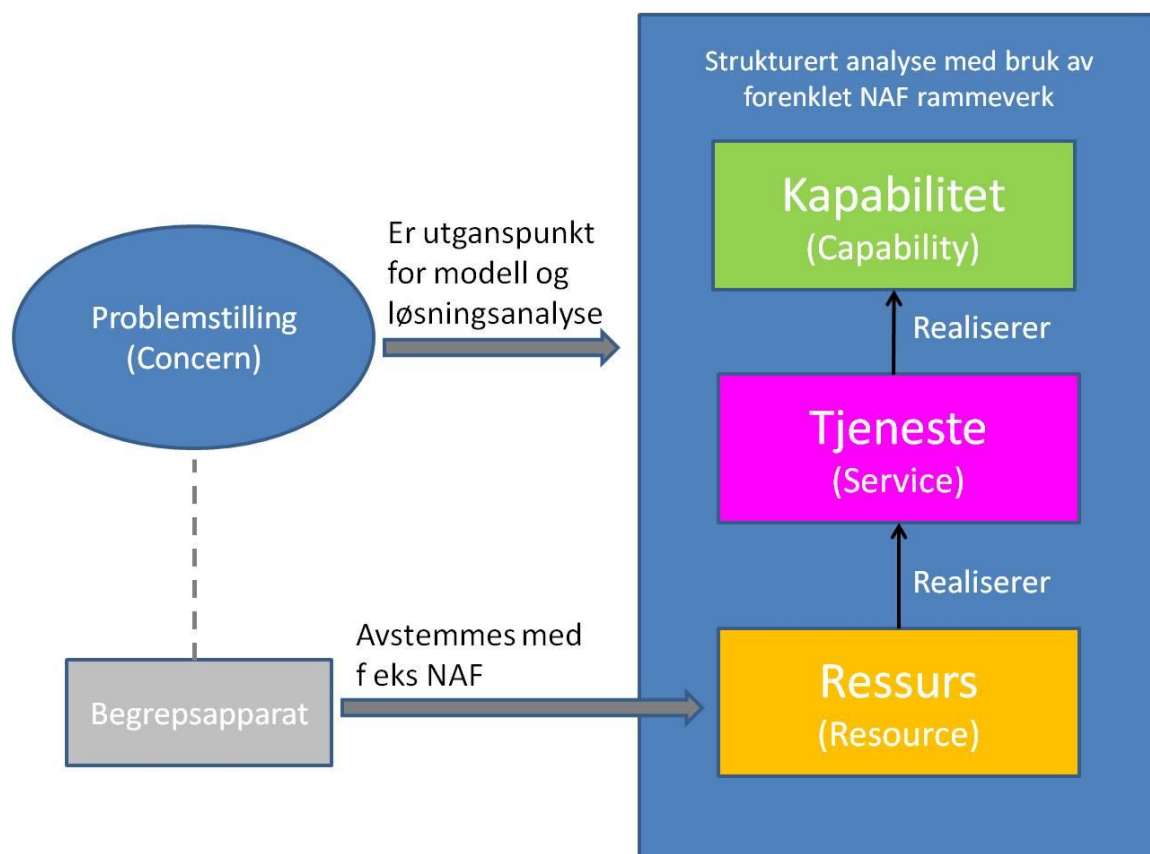 Strukturert analyse med bruk av
forenklet NAF rammeverk
Kapabilitet
(Capability)
Er utganspunkt
for modell og
løsningsanalyse
Realiserer
Problemstilling
(Concern)
Tjeneste
(Service)
Realiserer
Avstemmes med
f eks NAF
Ressurs
(Resource)
Begrepsapparat